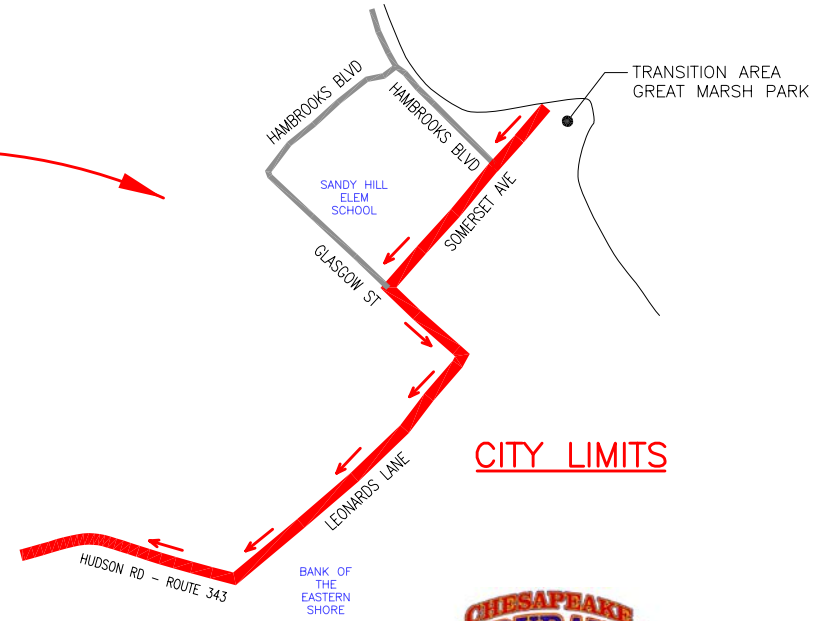 TRANSITION AREA
GREAT MARSH PARK
HAMBROOKS BLVD
HAMBROOKS BLVD
SANDY HILL
ELEM
SCHOOL
SOMERSET AVE
GLASGOW ST
CITY LIMITS
LEONARDS LANE
HUDSON RD - ROUTE 343
BANK OF
THE
EASTERN
SHORE
CHESAPEAKE